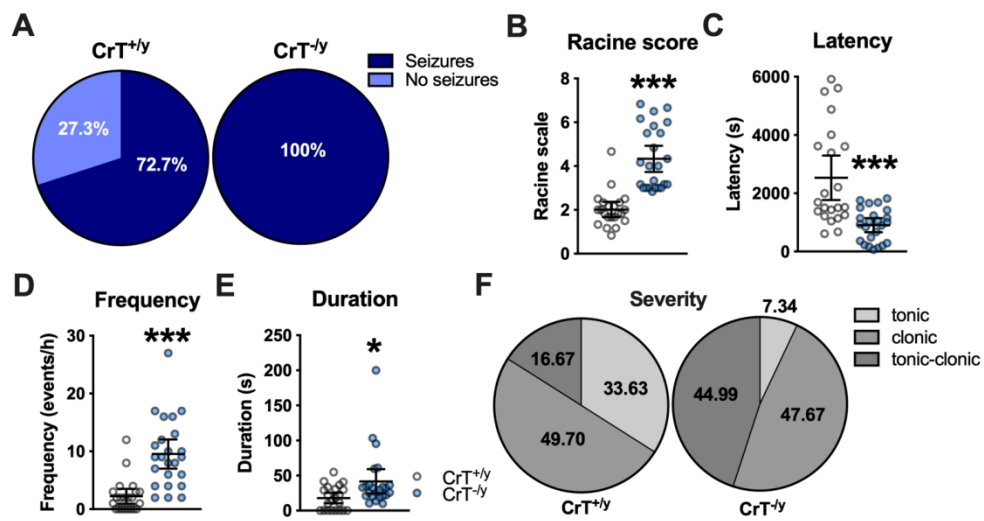 A
CrT+/y
CrT-/y
Seizures
No seizures
27.3%
72.7%
100%
B
Racine score
***
Racine scale
8
6
4
2
0
C
Latency
***
Latency (s)
6000
4000
2000
0
D
Frequency
***
Frequency (events/h)
30
20
10
0
E
Duration
*
Duration (s)
250
200
150
100
50
0
CrT+/y
CrT-/y
F
Severity
7.34
16.67
33.63
49.70
44.99
47.67
tonic
clonic
tonic-clonic
CrT+/y
CrT-/y